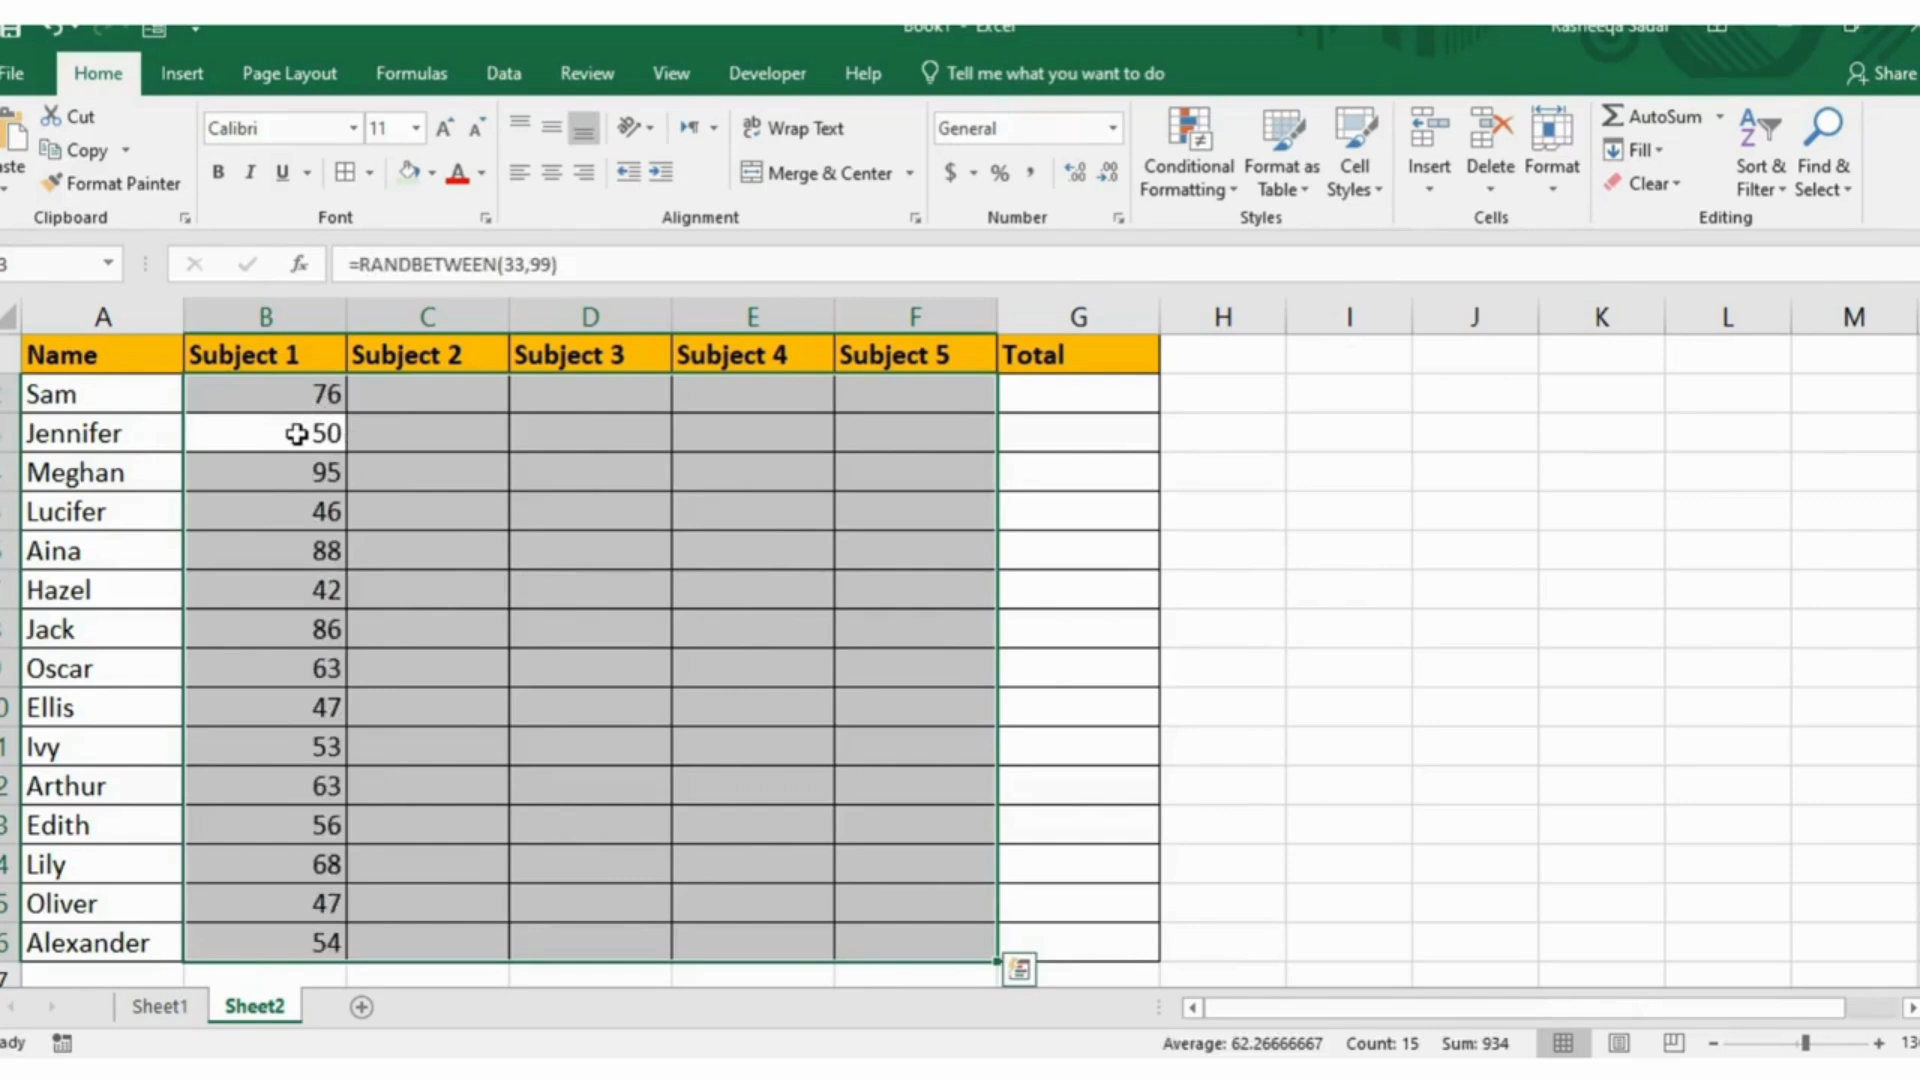 Book1 - Excel
Rasheeqa Sadaf
File Home Insert Page Layout Formulas Data Review View Developer Help Tell me what you want to do Share
Cut
Copy
Format Painter
Clipboard
Calibri 11
B I U
Font
Wrap Text
Merge & Center
Alignment
General
$ %
Number
Conditional Formatting
Format as Table
Cell Styles
Styles
Insert Delete Format
Cells
AutoSum
Fill
Clear
Sort & Filter
Find & Select
Editing
3 fx =RANDBETWEEN(33,99)
A B C D E F G H I J K L M
Name Subject 1 Subject 2 Subject 3 Subject 4 Subject 5 Total
Sam 76
Jennifer 50
Meghan 95
Lucifer 46
Aina 88
Hazel 42
Jack 86
Oscar 63
Ellis 47
Ivy 53
Arthur 63
Edith 56
Lily 68
Oliver 47
Alexander 54
7
Sheet1 Sheet2
ady Average: 62.26666667 Count: 15 Sum: 934